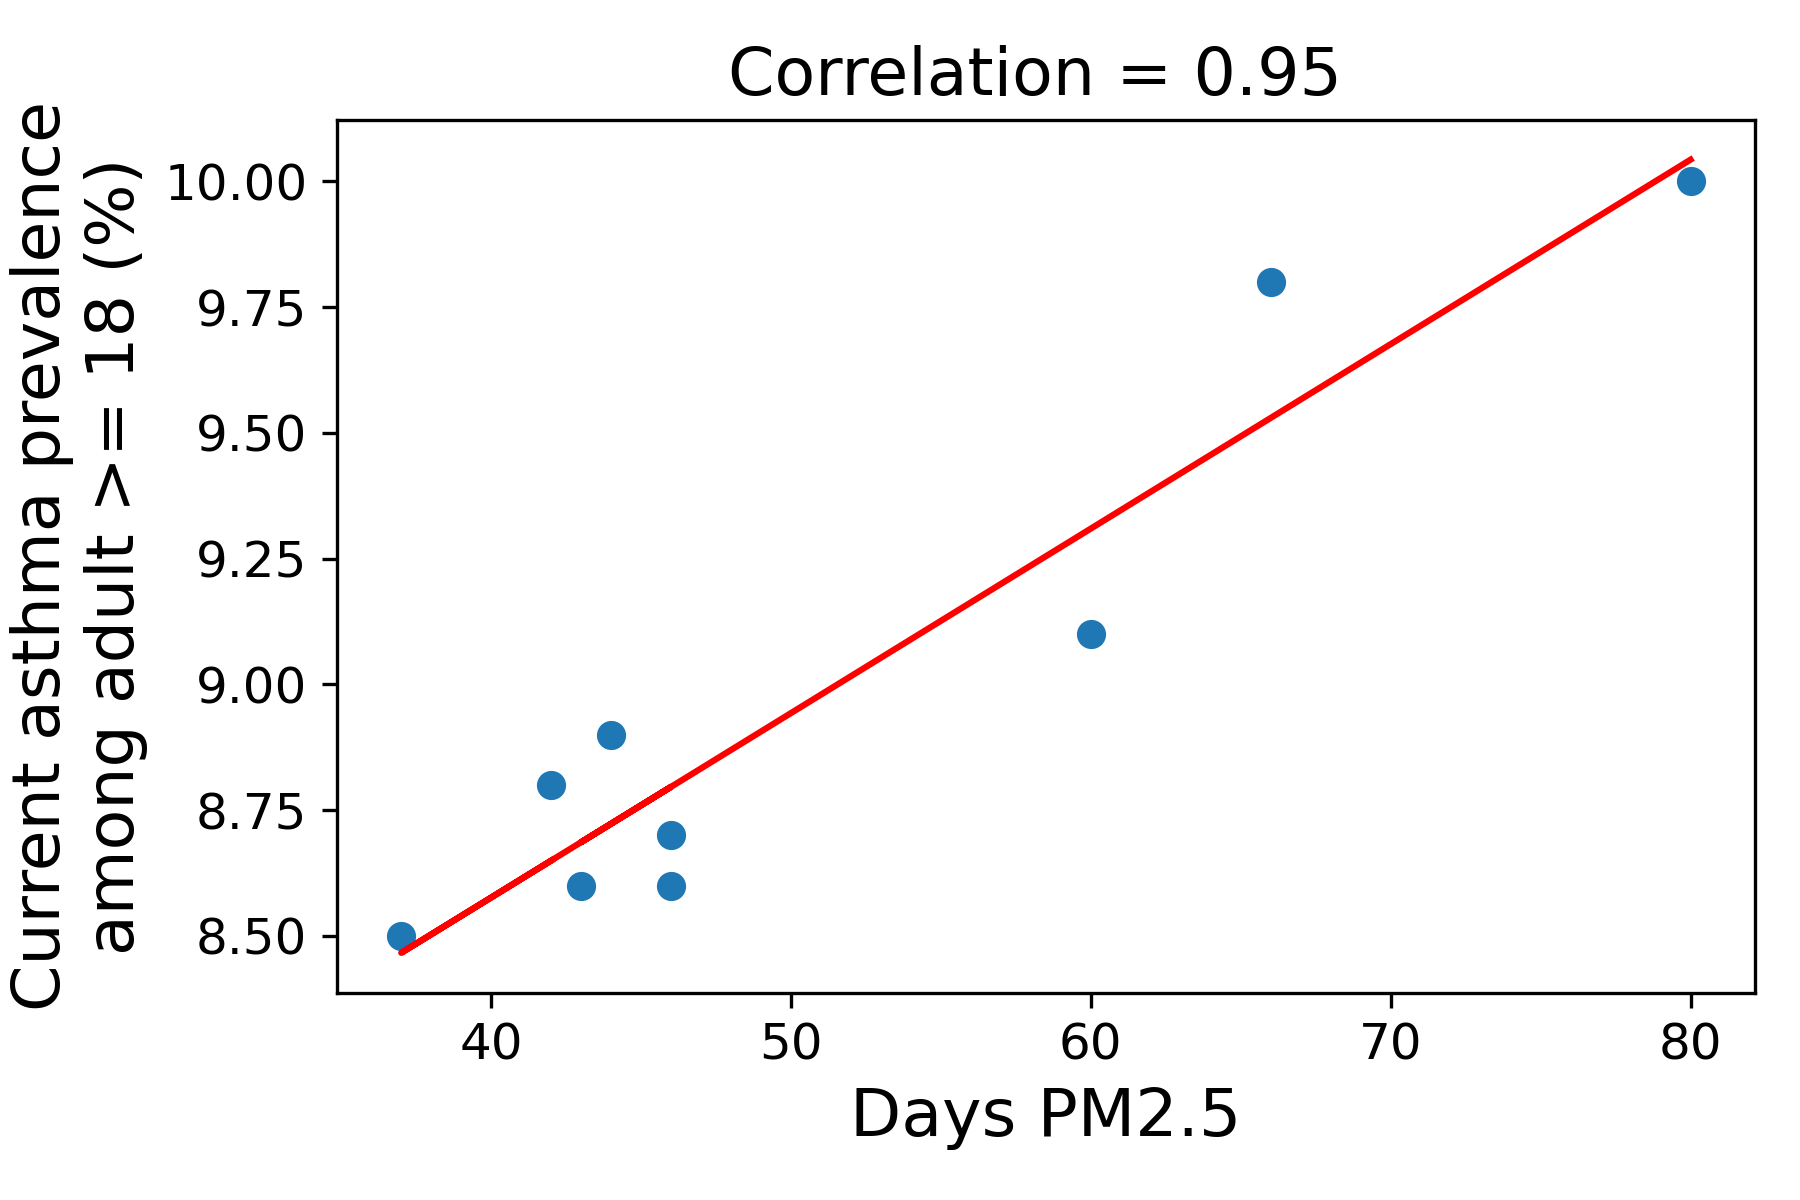 Correlation = 0.95
Current asthma prevalence
among adult >= 18 (%)
10.00
9.75
9.50
9.25
9.00
8.75
8.50
40 50 60 70 80
Days PM2.5